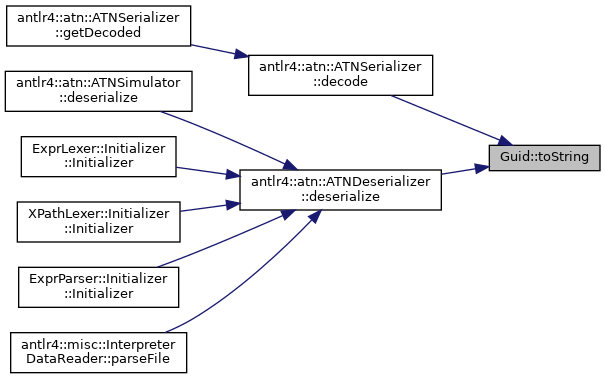 antlr4::atn::ATNSerializer
::getDecoded
antlr4::atn::ATNSerializer
::decode
antlr4::atn::ATNSimulator
::deserialize
ExprLexer::Initializer
::Initializer
Guid::toString
antlr4::atn::ATNDeserializer
::deserialize
XPathLexer::Initializer
::Initializer
ExprParser::Initializer
::Initializer
antlr4::misc::Interpreter
DataReader::parseFile